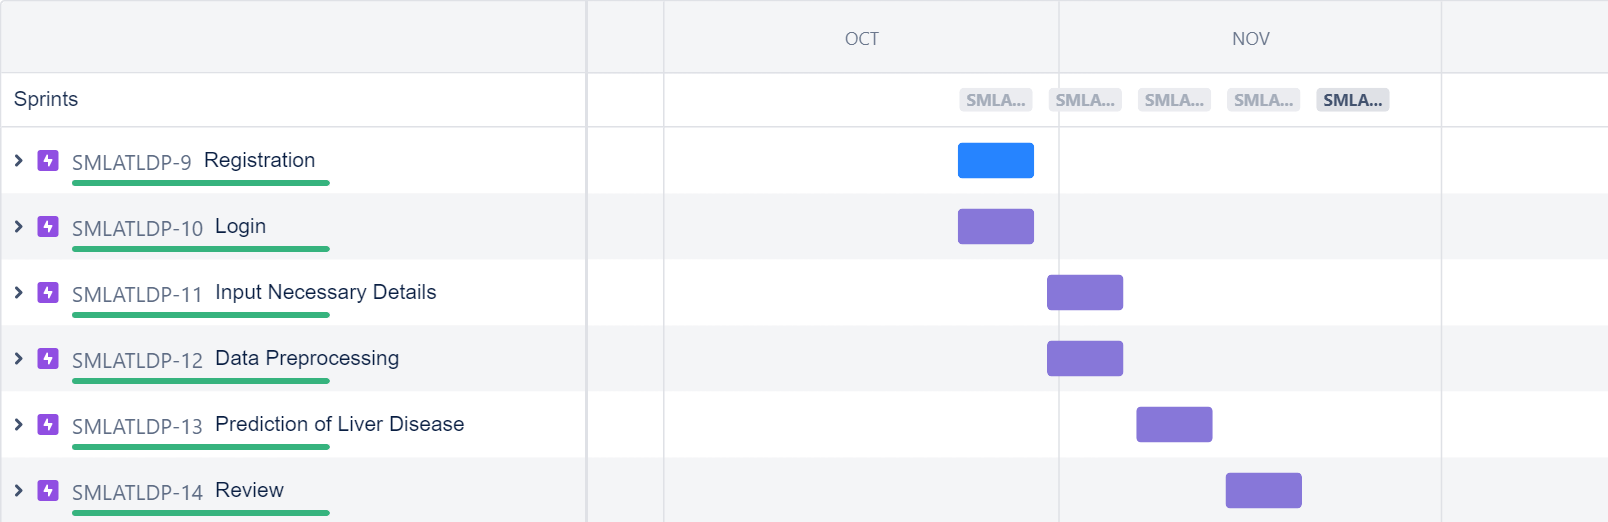 OCT NOV
Sprints SMLA... SMLA... SMLA... SMLA... SMLA...
SMLATLDP-9 Registration
SMLATLDP-10 Login
SMLATLDP-11 Input Necessary Details
SMLATLDP-12 Data Preprocessing
SMLATLDP-13 Prediction of Liver Disease
SMLATLDP-14 Review